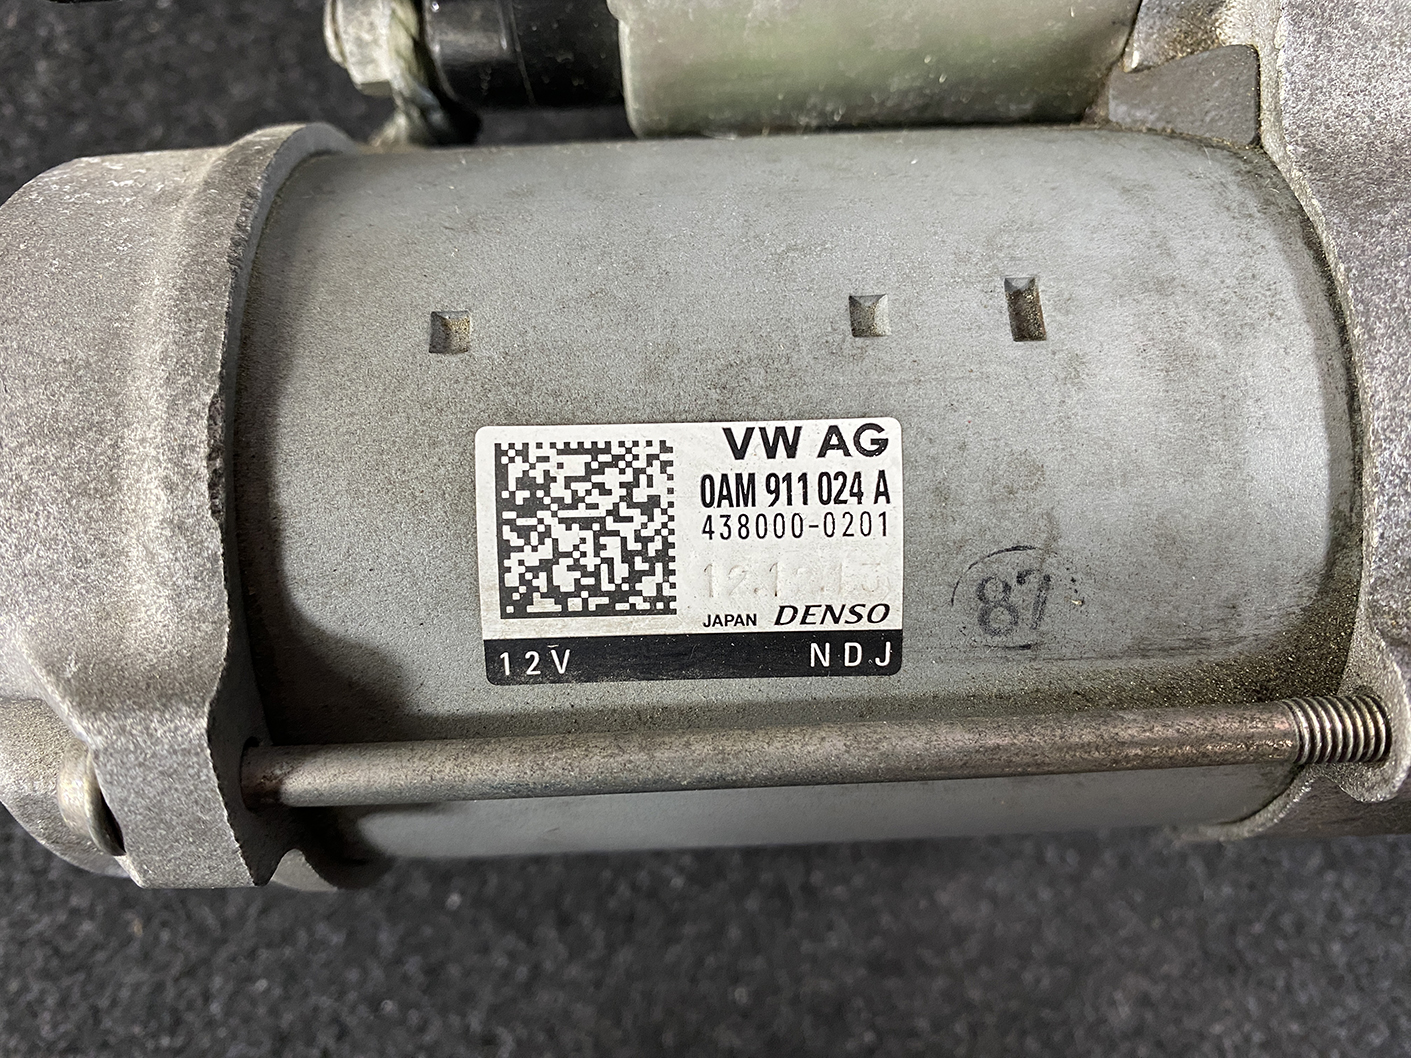 VW AG
0AM 911 024 A
438000-0201
JAPAN DENSO
12V NDJ
87